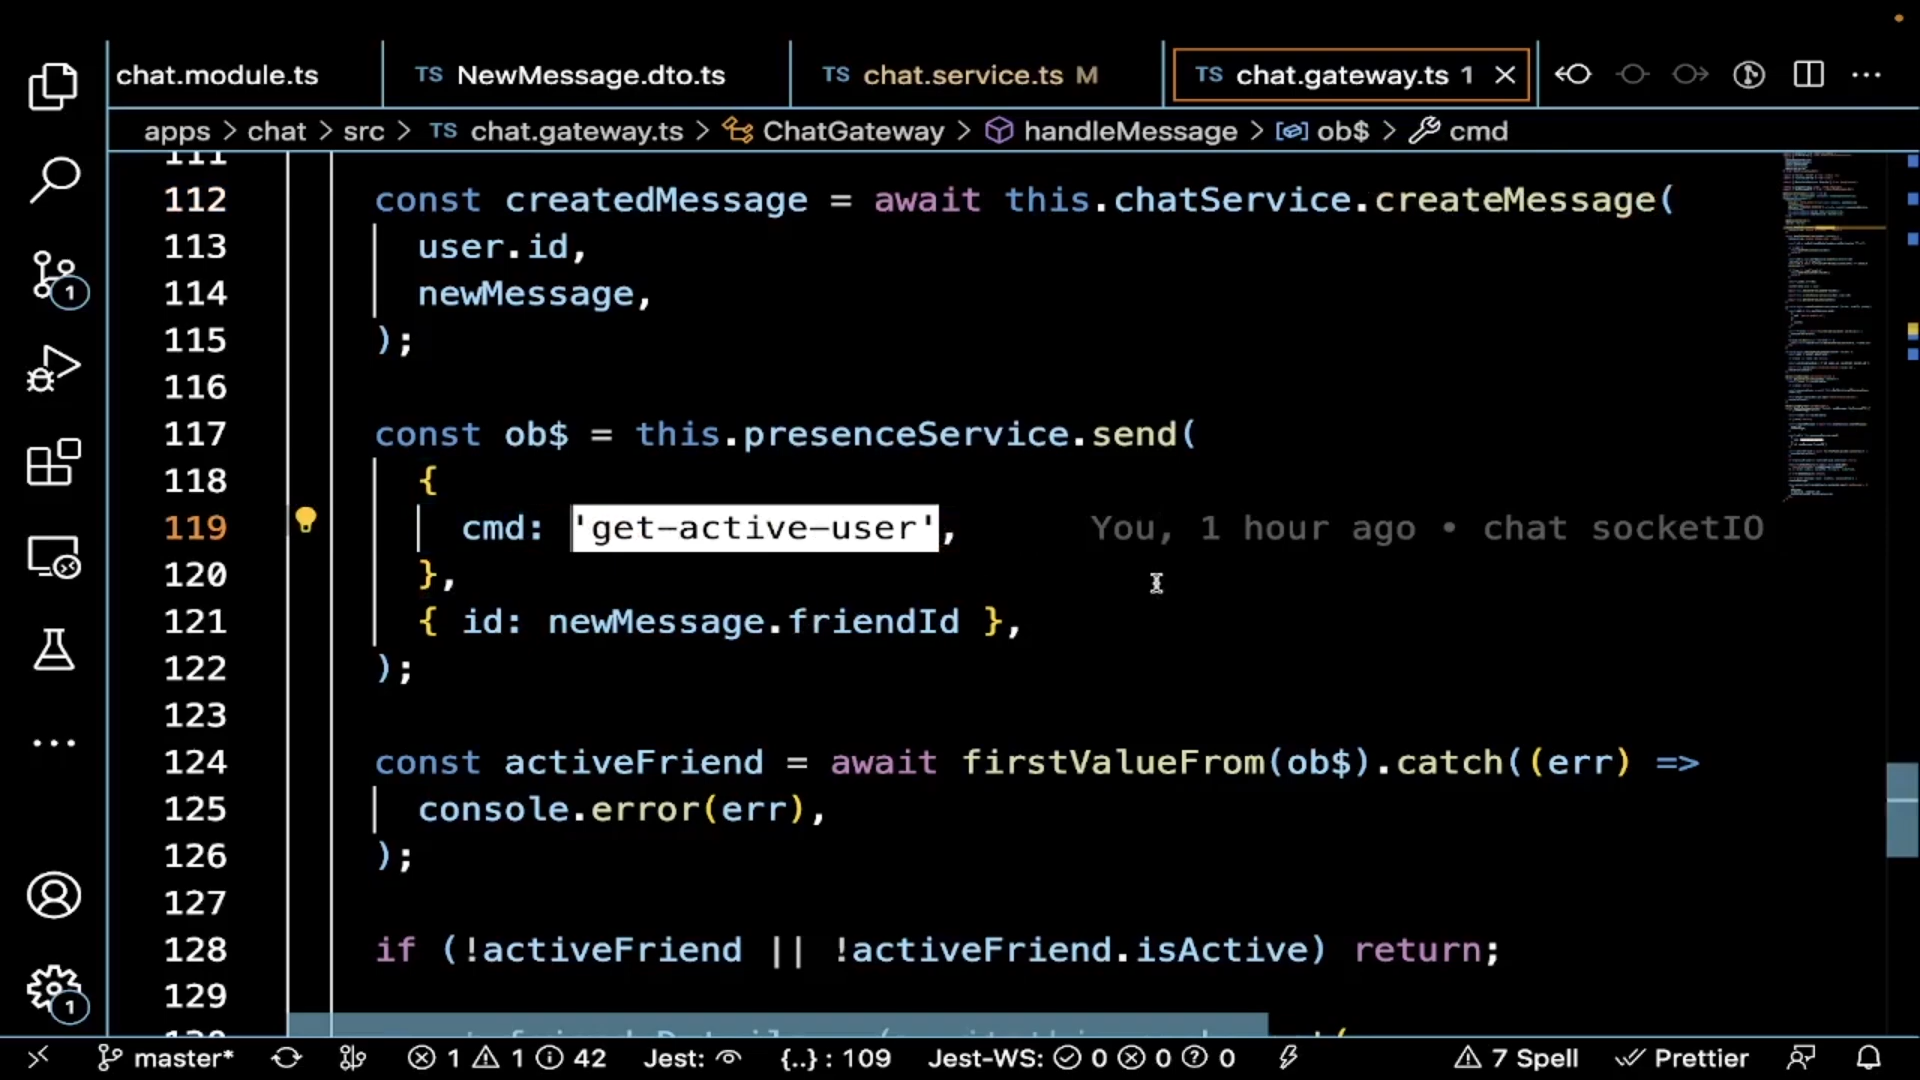 chat.module.ts TS NewMessage.dto.ts TS chat.service.ts M TS chat.gateway.ts 1
apps > chat > src > TS chat.gateway.ts > ChatGateway > handleMessage > ob$ > cmd
111
112 const createdMessage = await this.chatService.createMessage(
113 user.id,
114 newMessage,
115 );
116
117 const ob$ = this.presenceService.send(
118 {
119 cmd: 'get-active-user', You, 1 hour ago • chat socketIO
120 },
121 { id: newMessage.friendId },
122 );
123
124 const activeFriend = await firstValueFrom(ob$).catch((err) =>
125 console.error(err),
126 );
127
128 if (!activeFriend || !activeFriend.isActive) return;
129
1
1
master* 1 1 42 Jest: {..} : 109 Jest-WS: 0 0 0 7 Spell Prettier